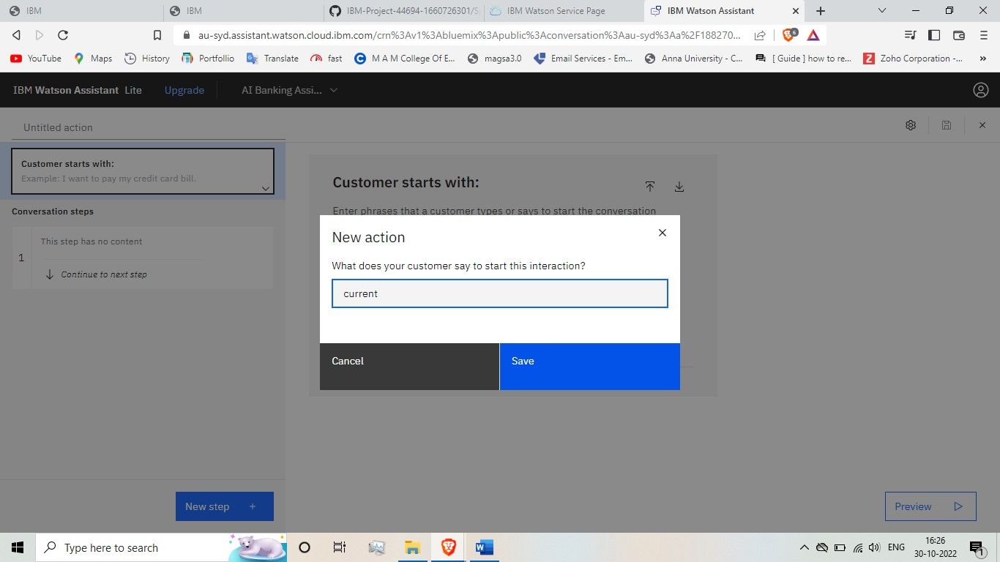 IBM
IBM
IBM-Project-44694-1660726301/S
IBM Watson Service Page
IBM Watson Assistant
au-syd.assistant.watson.cloud.ibm.com/crn%3Av1%3Abluemix%3Apublic%3Aconversation%3Aau-syd%3Aa%2F188270...
6
YouTube
Maps
History
Portfollio
Translate
fast
M A M College Of E...
magsa3.0
Email Services - Em...
Anna University - C...
[ Guide ] how to re...
Zoho Corporation -...
IBM Watson Assistant Lite
Upgrade
AI Banking Assi...
Untitled action
Customer starts with:
Example: I want to pay my credit card bill.
Conversation steps
1
This step has no content
Continue to next step
New step +
Customer starts with:
Enter phrases that a customer types or says to start the conversation
New action
What does your customer say to start this interaction?
current
Cancel
Save
Preview
Type here to search
ENG
16:26
30-10-2022
1